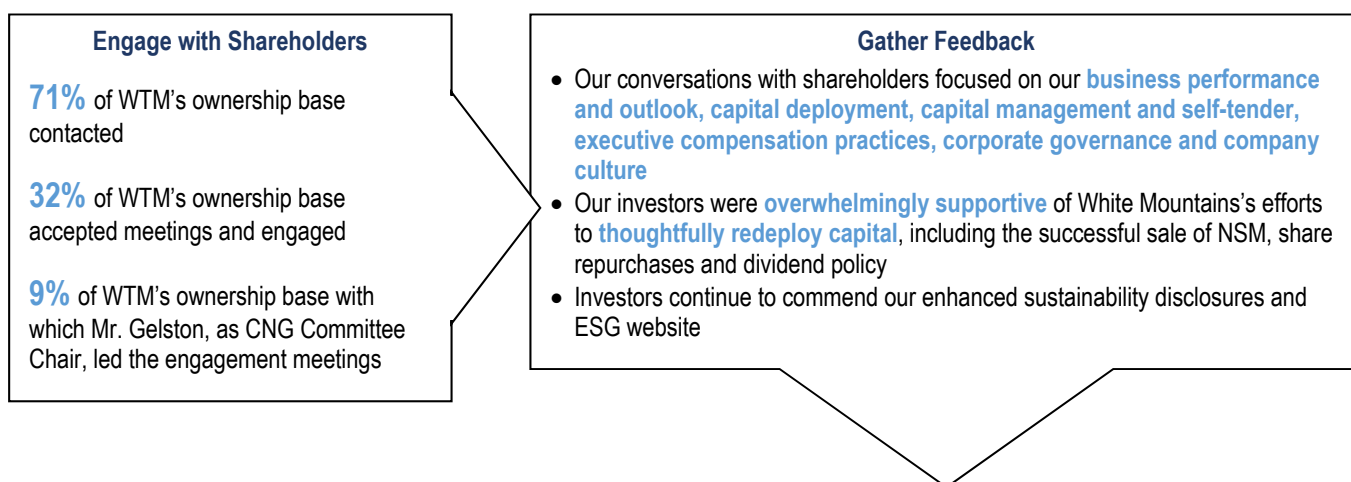 Engage with Shareholders
71% of WTM's ownership base
contacted
32% of WTM's ownership base
accepted meetings and engaged
9% of WTM's ownership base with
which Mr. Gelston, as CNG Committee
Chair, led the engagement meetings
Gather Feedback
• Our conversations with shareholders focused on our business performance
and outlook, capital deployment, capital management and self-tender,
executive compensation practices, corporate governance and company
culture
• Our investors were overwhelmingly supportive of White Mountains's efforts
to thoughtfully redeploy capital, including the successful sale of NSM, share
repurchases and dividend policy
• Investors continue to commend our enhanced sustainability disclosures and
ESG website